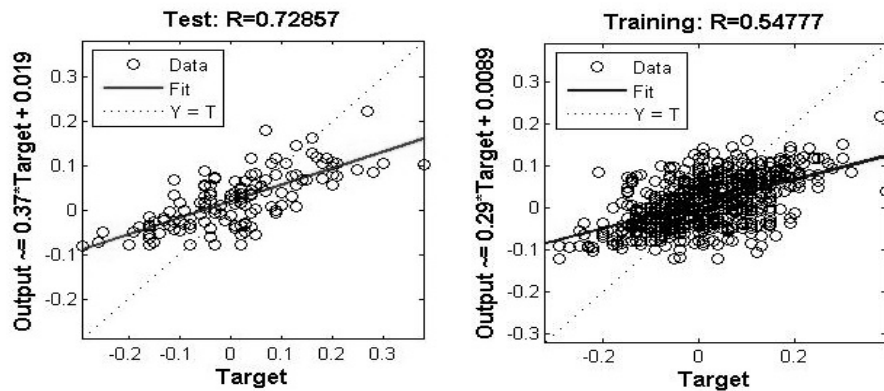 Test: R=0.72857
Output ~= 0.37*Target + 0.019
0.3
0.2
0.1
0
-0.1
-0.2
Data
Fit
Y = T
-0.2
-0.1
0
0.1
0.2
0.3
Target
Training: R=0.54777
Output ~= 0.29*Target + 0.0089
0.3
0.2
0.1
0
-0.1
-0.2
-0.3
Data
Fit
Y = T
-0.2
0
0.2
Target